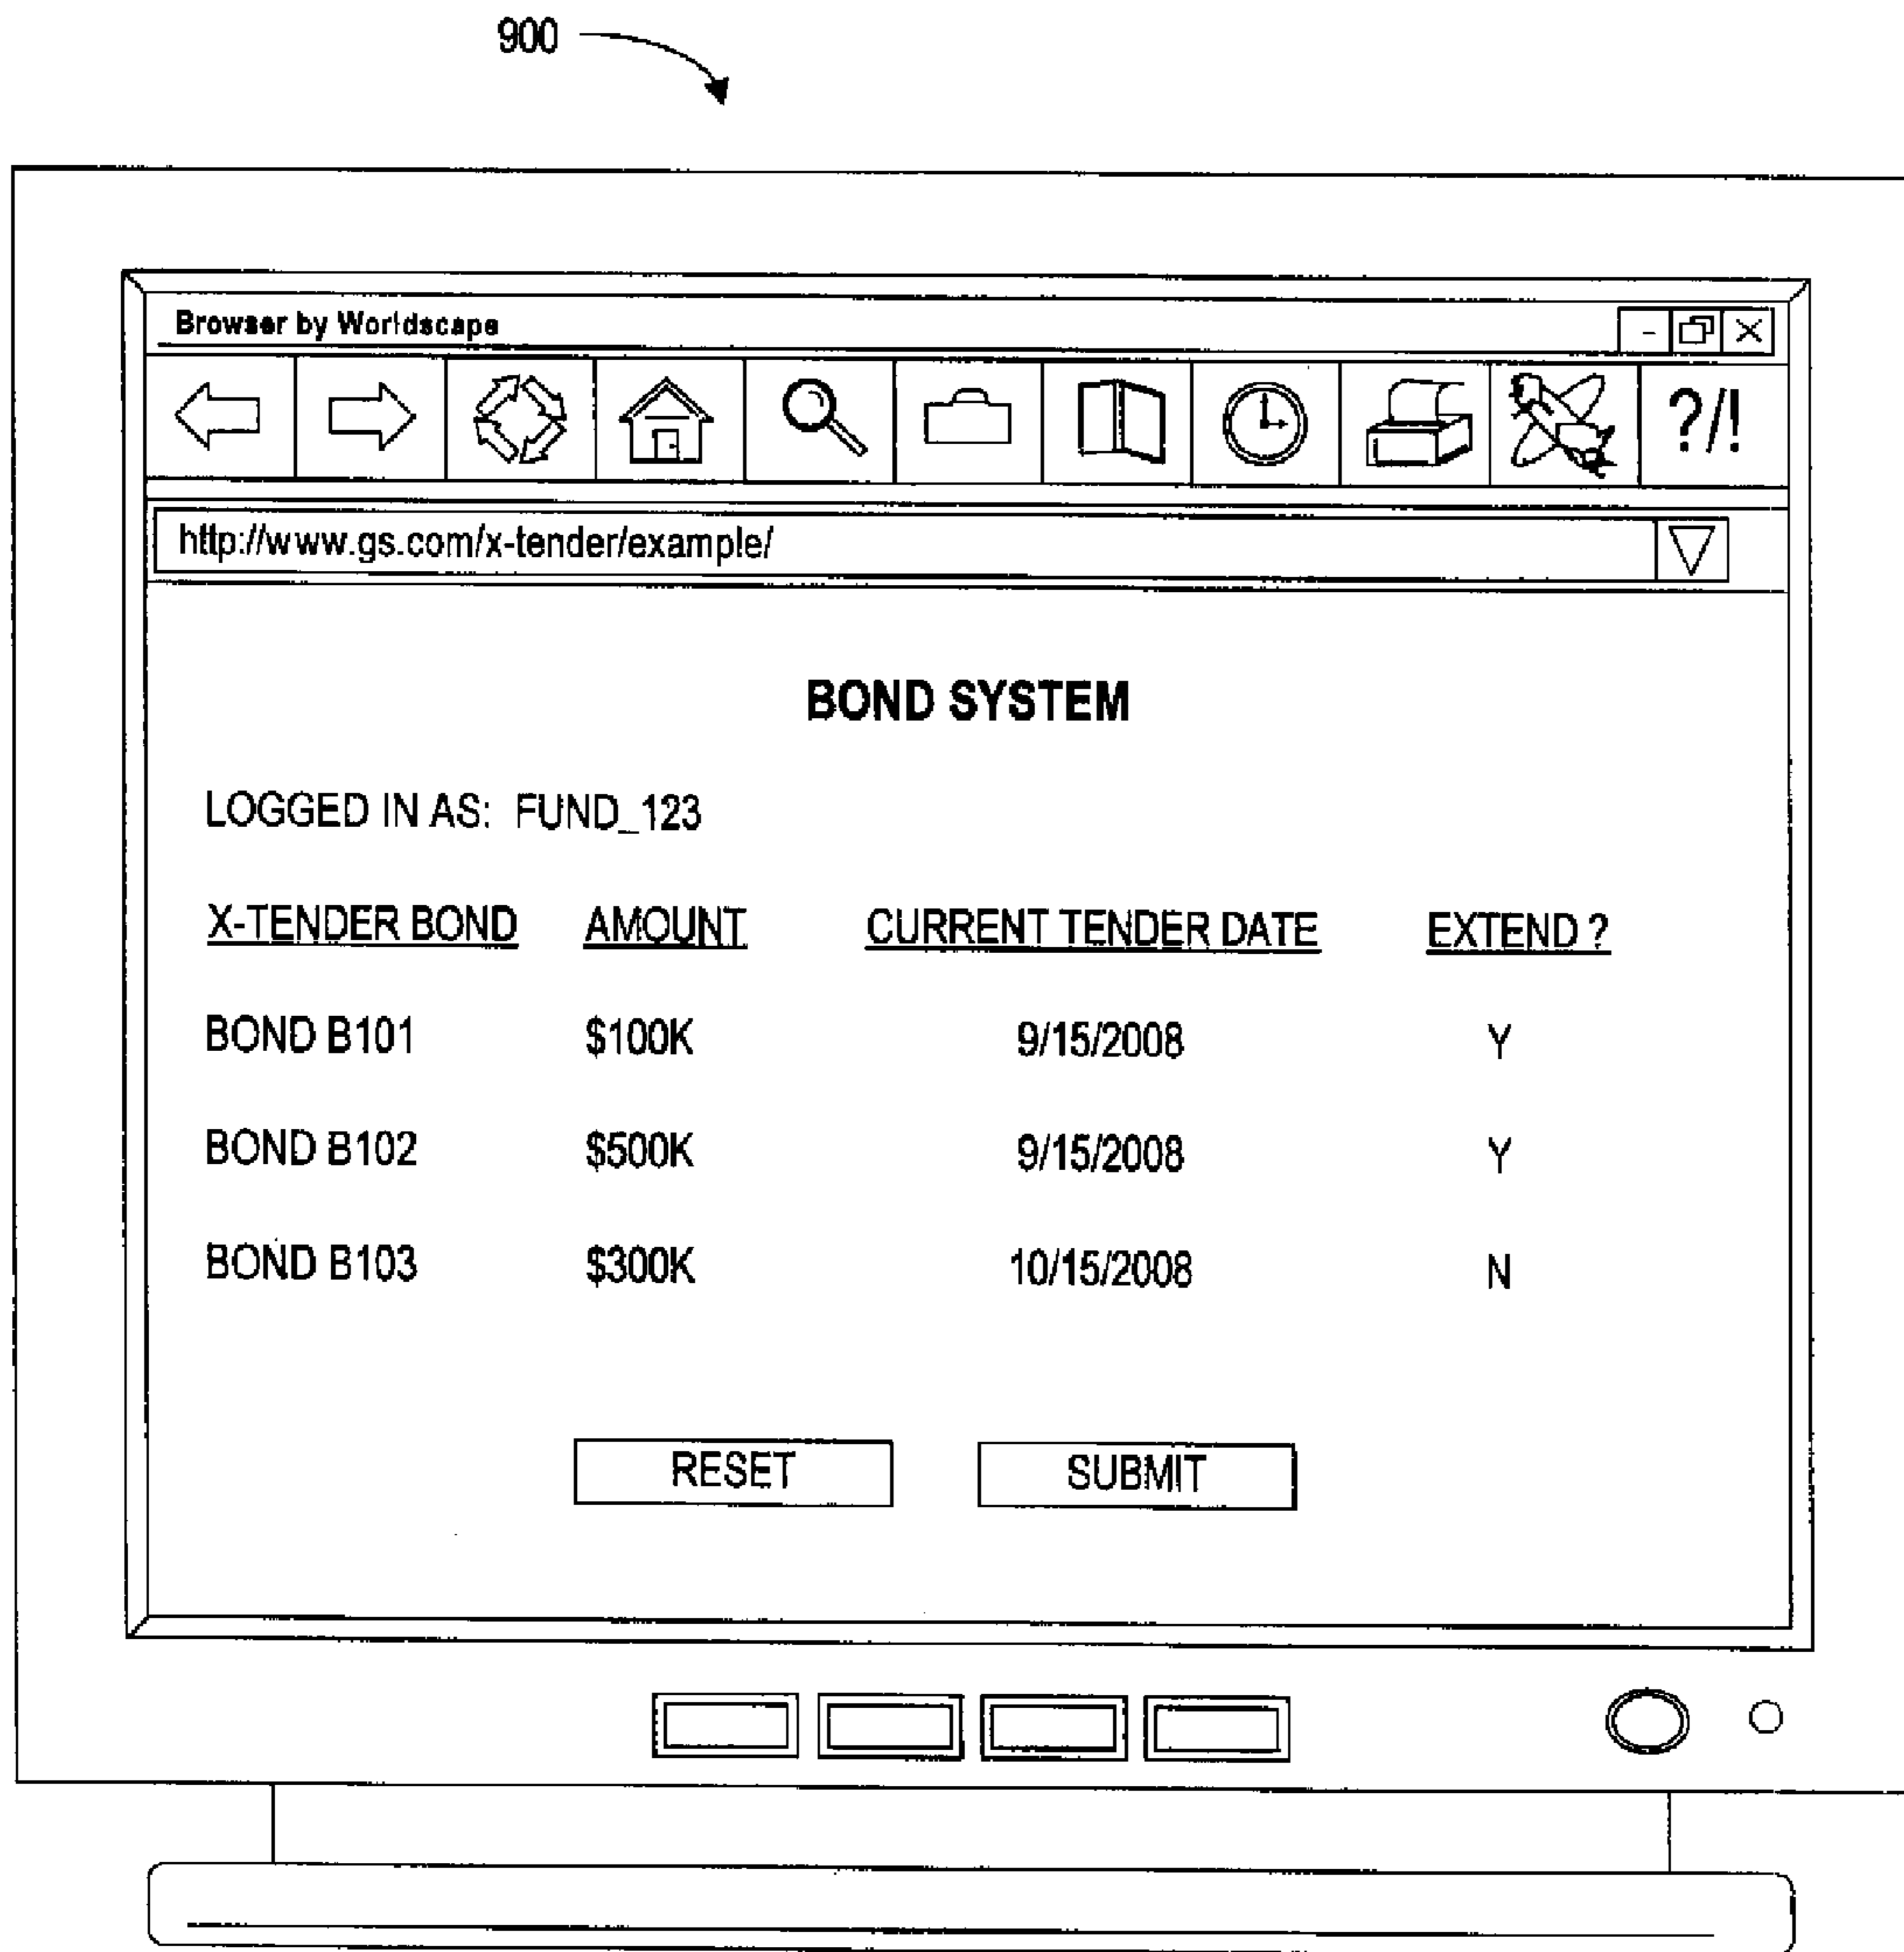 900
Browser by Worldscape
?/!
http://www.gs.com/x-tender/example/
BOND SYSTEM
LOGGED IN AS: FUND_123
X-TENDER BOND AMOUNT CURRENT TENDER DATE EXTEND ?
BOND B101 $100K 9/15/2008 Y
BOND B102 $500K 9/15/2008 Y
BOND B103 $300K 10/15/2008 N
RESET SUBMIT